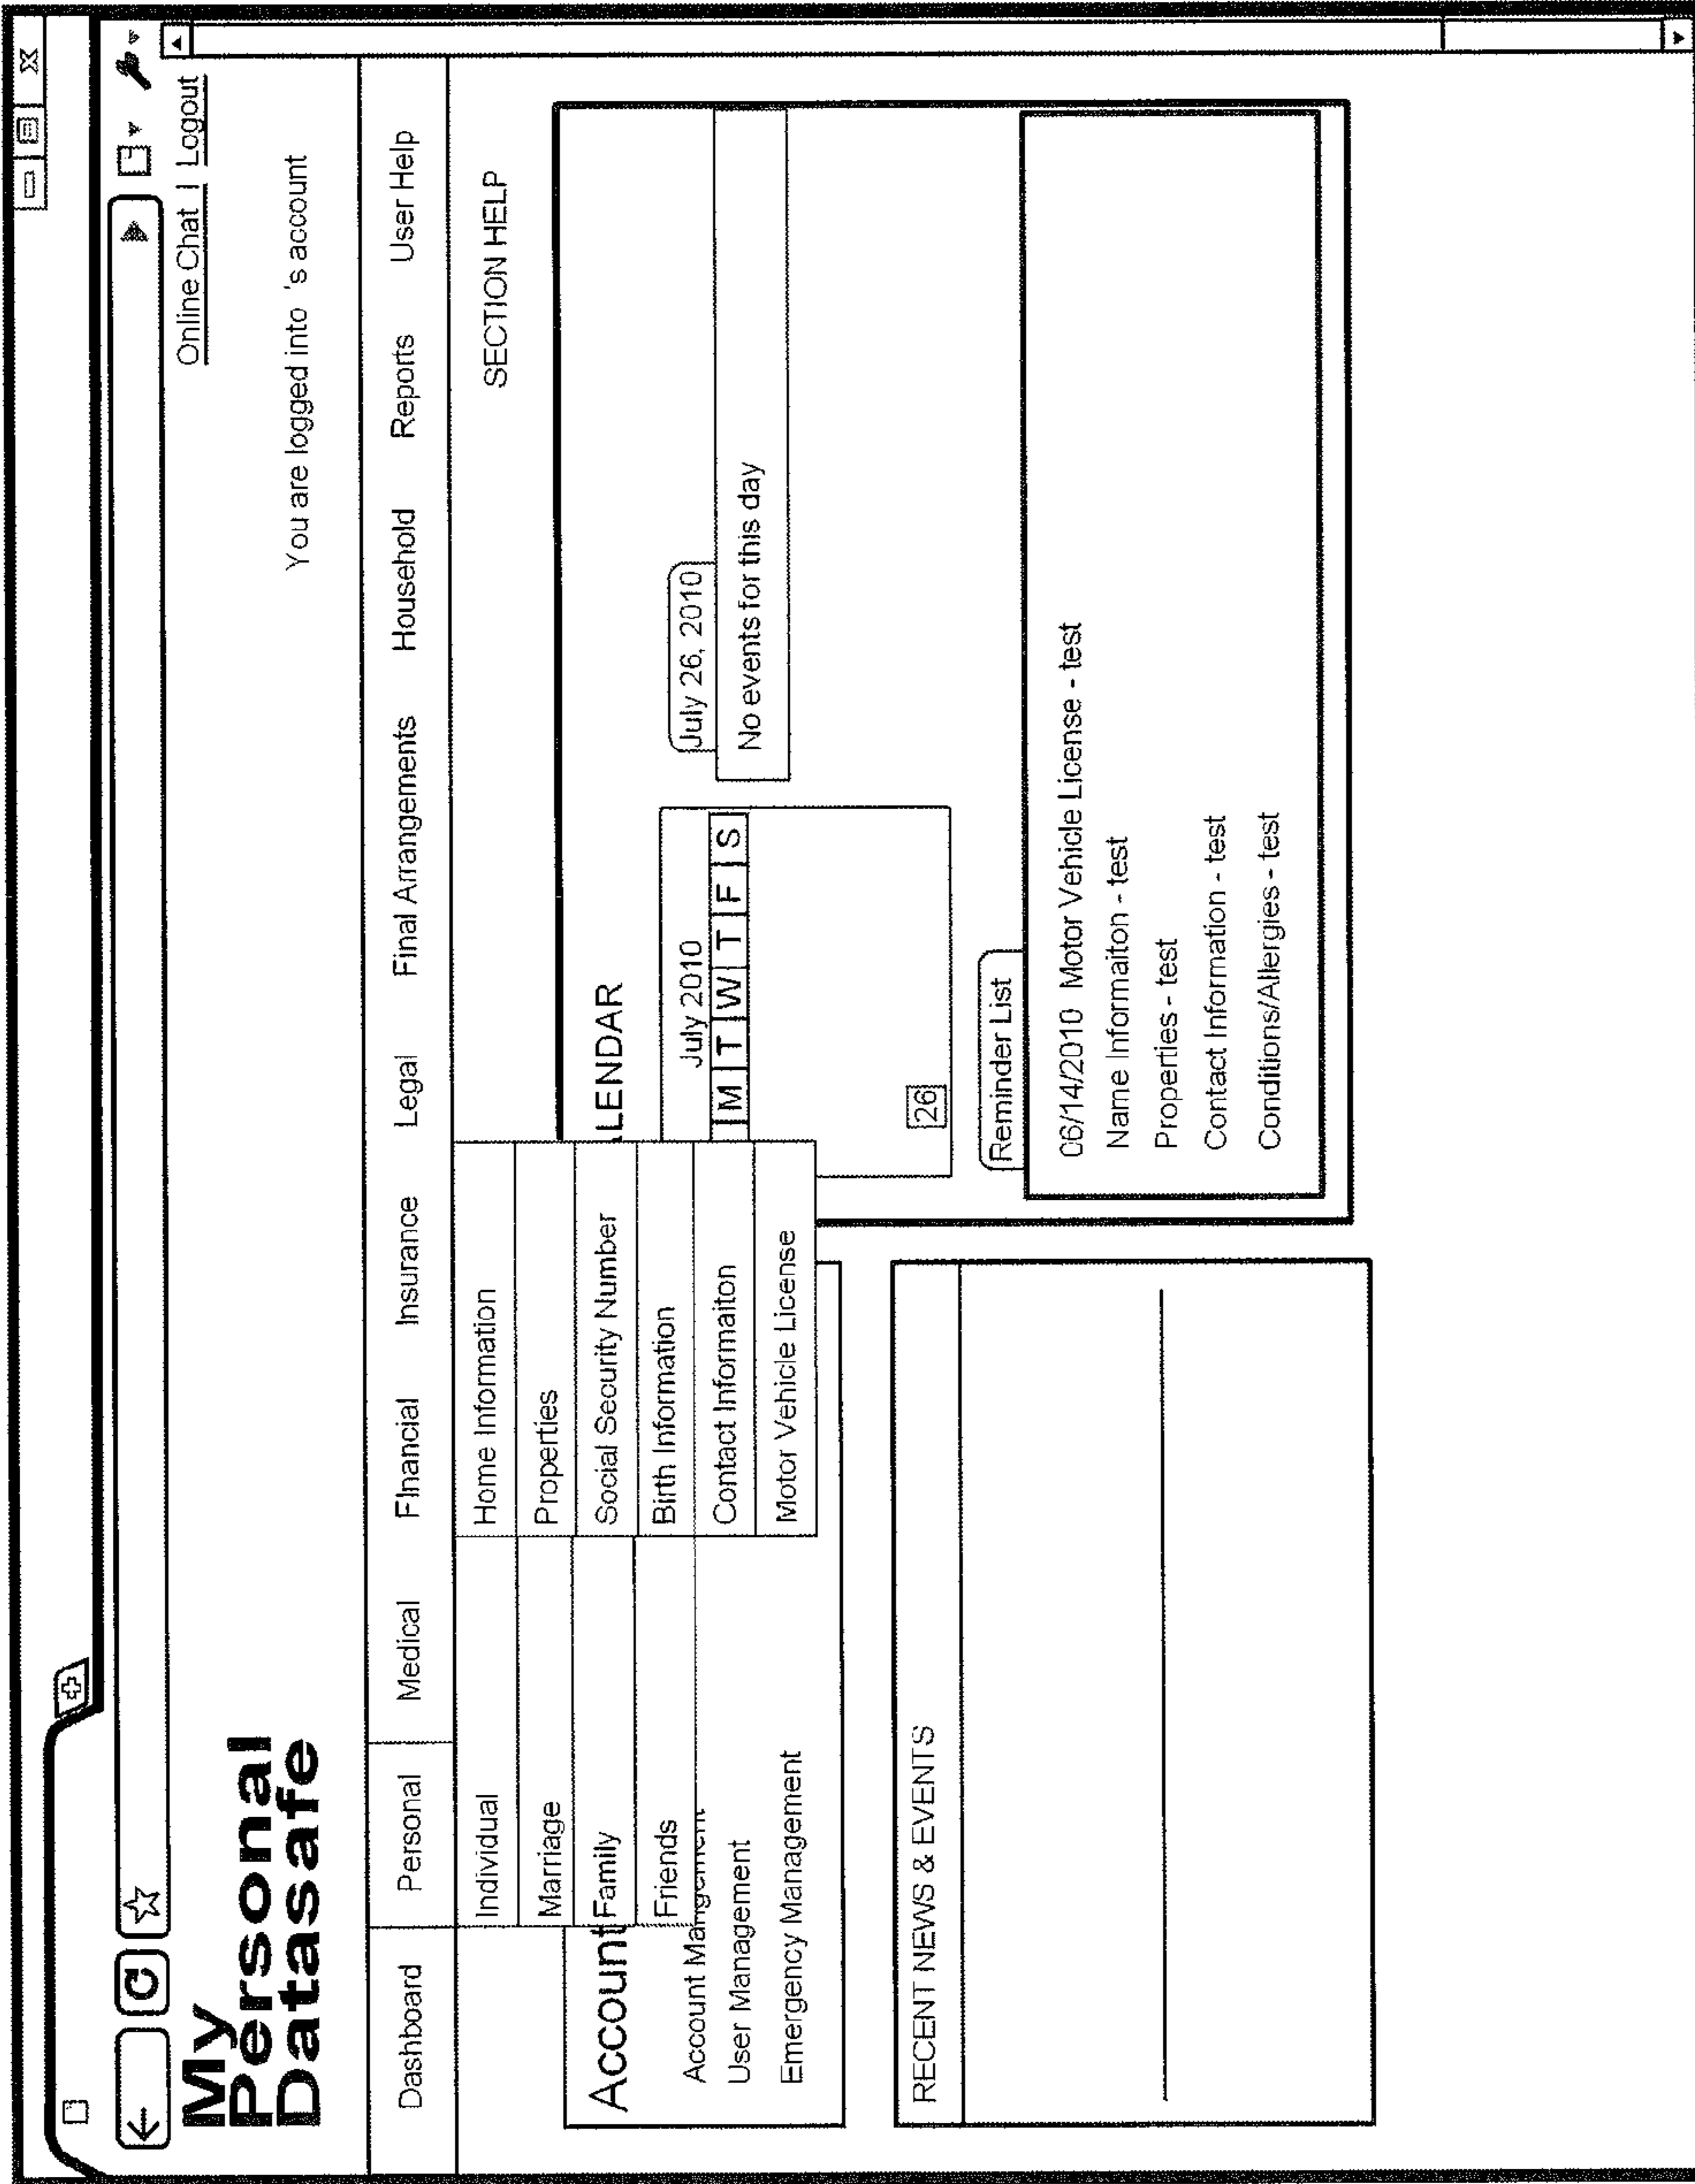 Online Chat | Logout
My
Personal
Datasafe
You are logged into 's account
Dashboard Personal Medical FInancial Insurance Legal Final Arrangements Household Reports User Help
SECTION HELP
Individual
Marriage
Family
Friends
Home Information
Properties
Social Security Number
Birth Information
Contact Informaiton
Motor Vehicle License
Account
Account Mangement
User Management
Emergency Management
LENDAR
July 2010
M T W T F S
26
July 26, 2010
No events for this day
Reminder List
06/14/2010 Motor Vehicle License - test
Name Informaiton - test
Properties - test
Contact Information - test
Conditions/Allergies - test
RECENT NEWS & EVENTS